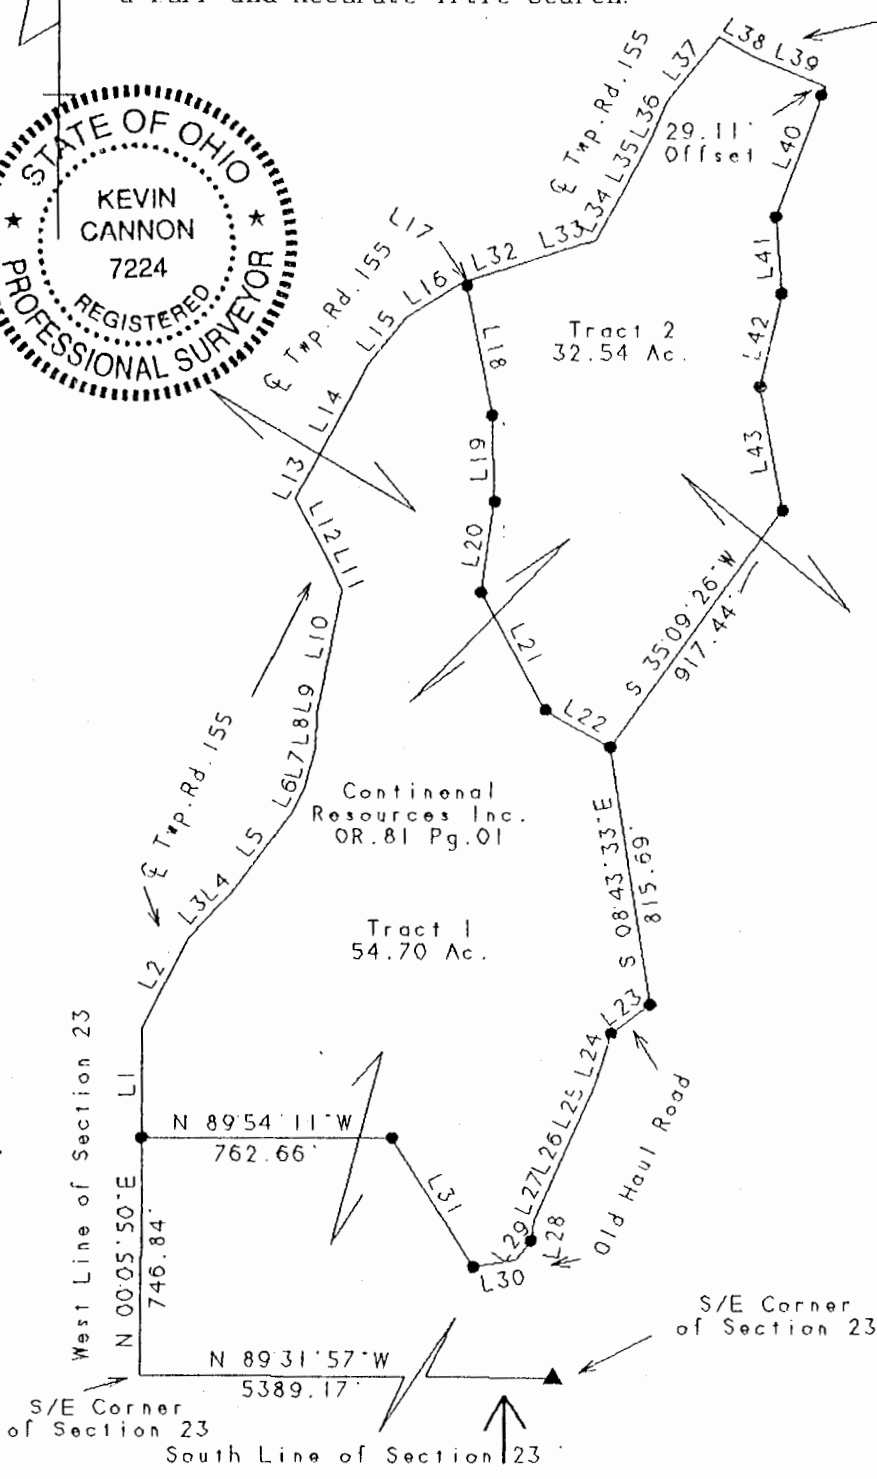 a Full and Accurate Title Search.
STATE OF OHIO
KEVIN
CANNON
7224
REGISTERED
PROFESSIONAL SURVEYOR
L38
L39
L37
℄ Twp. Rd. 155
L36
L35
L34
29.11'
Offset
L40
L17
L32
L33
L16
L15
℄ Twp. Rd. 155
L41
Tract 2
32.54 Ac.
L18
L42
L14
L13
L19
L43
L12
L11
L20
S 35°09'26"W
917.44'
L21
L10
L22
L9
L8
L7
L6
℄ Twp. Rd. 155
Continenal
Resources Inc.
OR.81 Pg.01
L5
L4
L3
S 08°43'33"E
815.69'
Tract 1
54.70 Ac.
L2
L23
L24
West Line of Section 23
L1
L25
L26
L27
Old Haul Road
N 89°54'11"W
762.66'
L31
L28
L29
L30
N 00°05'50"E
746.84'
S/E Corner
of Section 23
N 89°31'57"W
5389.17'
S/E Corner
of Section 23
South Line of Section 23